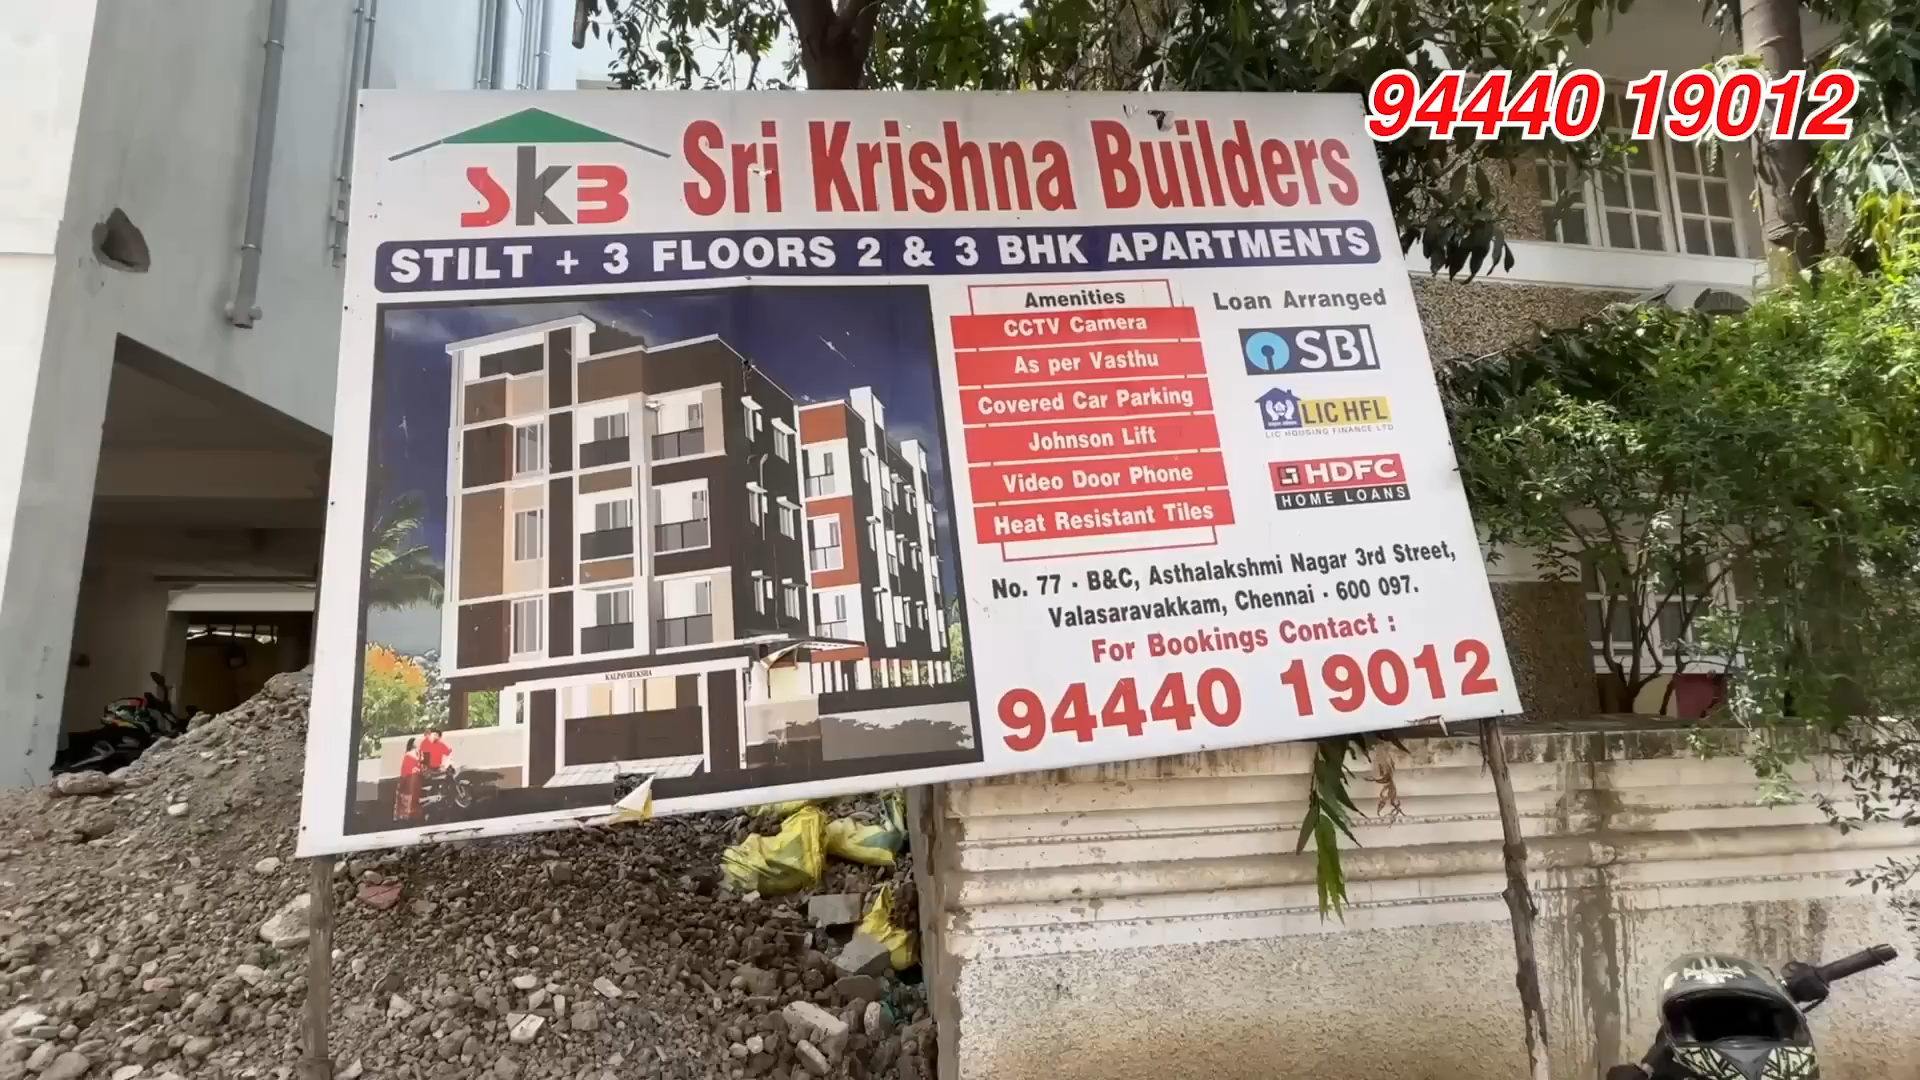 94440 19012
SKB Sri Krishna Builders
STILT + 3 FLOORS 2 & 3 BHK APARTMENTS
Amenities
CCTV Camera
As per Vasthu
Covered Car Parking
Johnson Lift
Video Door Phone
Heat Resistant Tiles
Loan Arranged
SBI
LIC HFL
LIC HOUSING FINANCE LTD
HDFC
HOME LOANS
KALPAVIRUKSHA
No. 77 - B&C, Asthalakshmi Nagar 3rd Street,
Valasaravakkam, Chennai - 600 097.
For Bookings Contact :
94440 19012